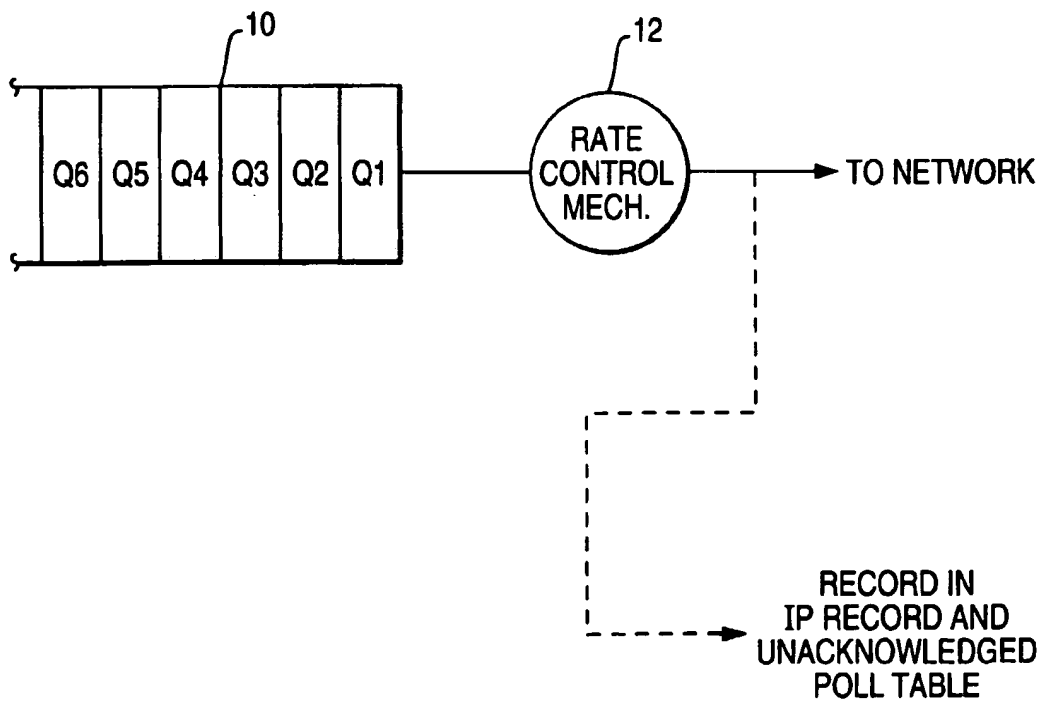 10
12
Q6 Q5 Q4 Q3 Q2 Q1
RATE
CONTROL
MECH.
TO NETWORK
RECORD IN
IP RECORD AND
UNACKNOWLEDGED
POLL TABLE